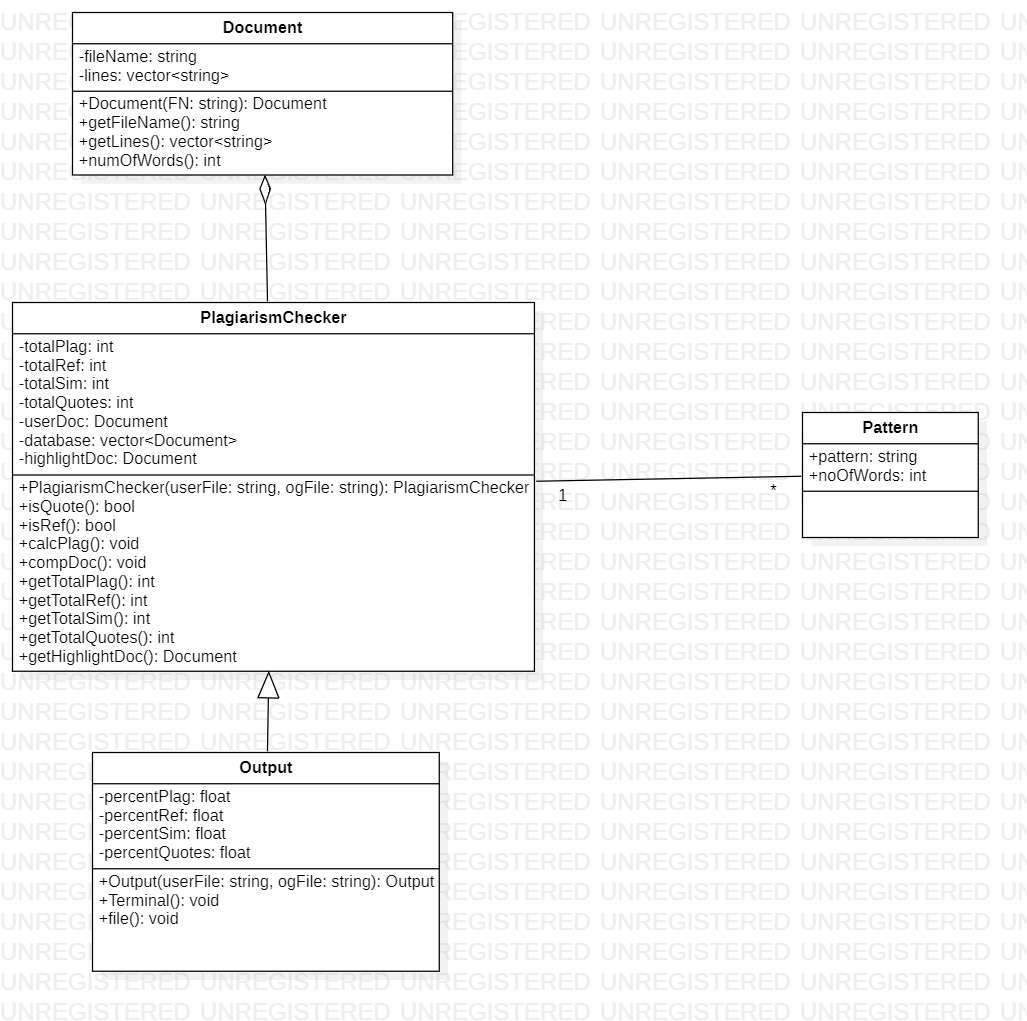 Document
-fileName: string
-lines: vector<string>
+Document(FN: string): Document
+getFileName(): string
+getLines(): vector<string>
+numOfWords(): int
PlagiarismChecker
-totalPlag: int
-totalRef: int
-totalSim: int
-totalQuotes: int
-userDoc: Document
-database: vector<Document>
-highlightDoc: Document
+PlagiarismChecker(userFile: string, ogFile: string): PlagiarismChecker
+isQuote(): bool
+isRef(): bool
+calcPlag(): void
+compDoc(): void
+getTotalPlag(): int
+getTotalRef(): int
+getTotalSim(): int
+getTotalQuotes(): int
+getHighlightDoc(): Document
1
*
Pattern
+pattern: string
+noOfWords: int
Output
-percentPlag: float
-percentRef: float
-percentSim: float
-percentQuotes: float
+Output(userFile: string, ogFile: string): Output
+Terminal(): void
+file(): void
UNREGISTERED